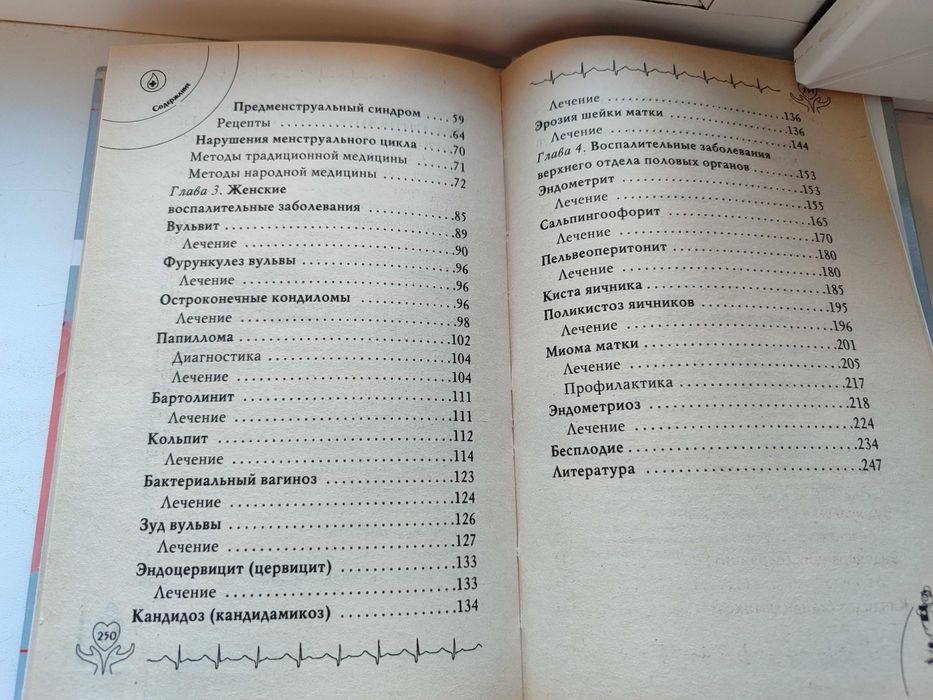 Содержание
Предменструальный синдром ....59
Рецепты ....64
Нарушения менструального цикла .....70
Методы традиционной медицины .....71
Методы народной медицины .....72
Глава 3. Женские
воспалительные заболевания .....85
Вульвит .....89
Лечение .....90
Фурункулез вульвы .....96
Лечение .....96
Остроконечные кондиломы .....96
Лечение .....98
Папиллома .....102
Диагностика .....104
Лечение .....104
Бартолинит .....111
Лечение .....111
Кольпит .....112
Лечение .....114
Бактериальный вагиноз .....123
Лечение .....124
Зуд вульвы .....126
Лечение .....127
Эндоцервицит (цервицит) .....133
Лечение .....133
Кандидоз (кандидамикоз) .....134
250
Лечение .....136
Эрозия шейки матки .....136
Лечение .....144
Глава 4. Воспалительные заболевания
верхнего отдела половых органов .....153
Эндометрит .....153
Лечение .....155
Сальпингоофорит .....165
Лечение .....170
Пельвеоперитонит .....180
Лечение .....180
Киста яичника .....185
Поликистоз яичников .....195
Лечение .....196
Миома матки .....201
Лечение .....205
Профилактика .....217
Эндометриоз .....218
Лечение .....224
Бесплодие .....234
Литература .....247